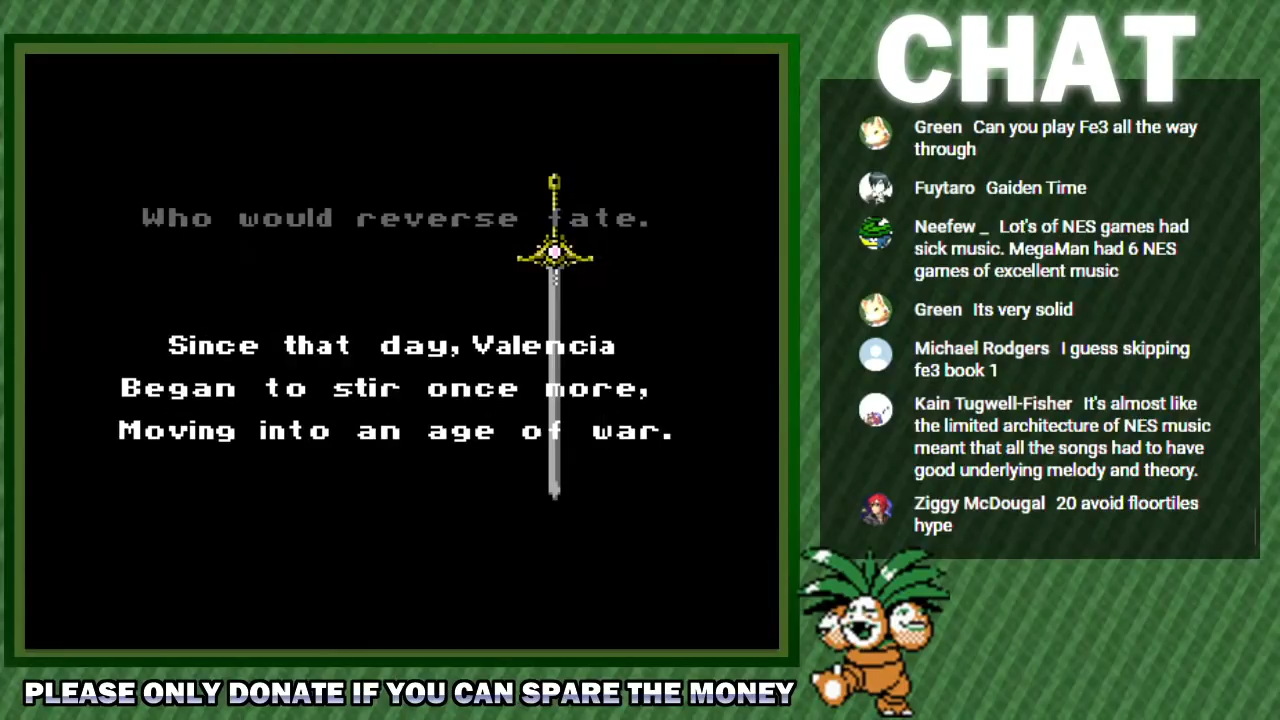 Who would reverse fate.
Since that day, Valencia
Began to stir once more,
Moving into an age of war.
CHAT
Green Can you play Fe3 all the way
through
Fuytaro Gaiden Time
Neefew _ Lot's of NES games had
sick music. MegaMan had 6 NES
games of excellent music
Green Its very solid
Michael Rodgers I guess skipping
fe3 book 1
Kain Tugwell-Fisher It's almost like
the limited architecture of NES music
meant that all the songs had to have
good underlying melody and theory.
Ziggy McDougal 20 avoid floortiles
hype
PLEASE ONLY DONATE IF YOU CAN SPARE THE MONEY